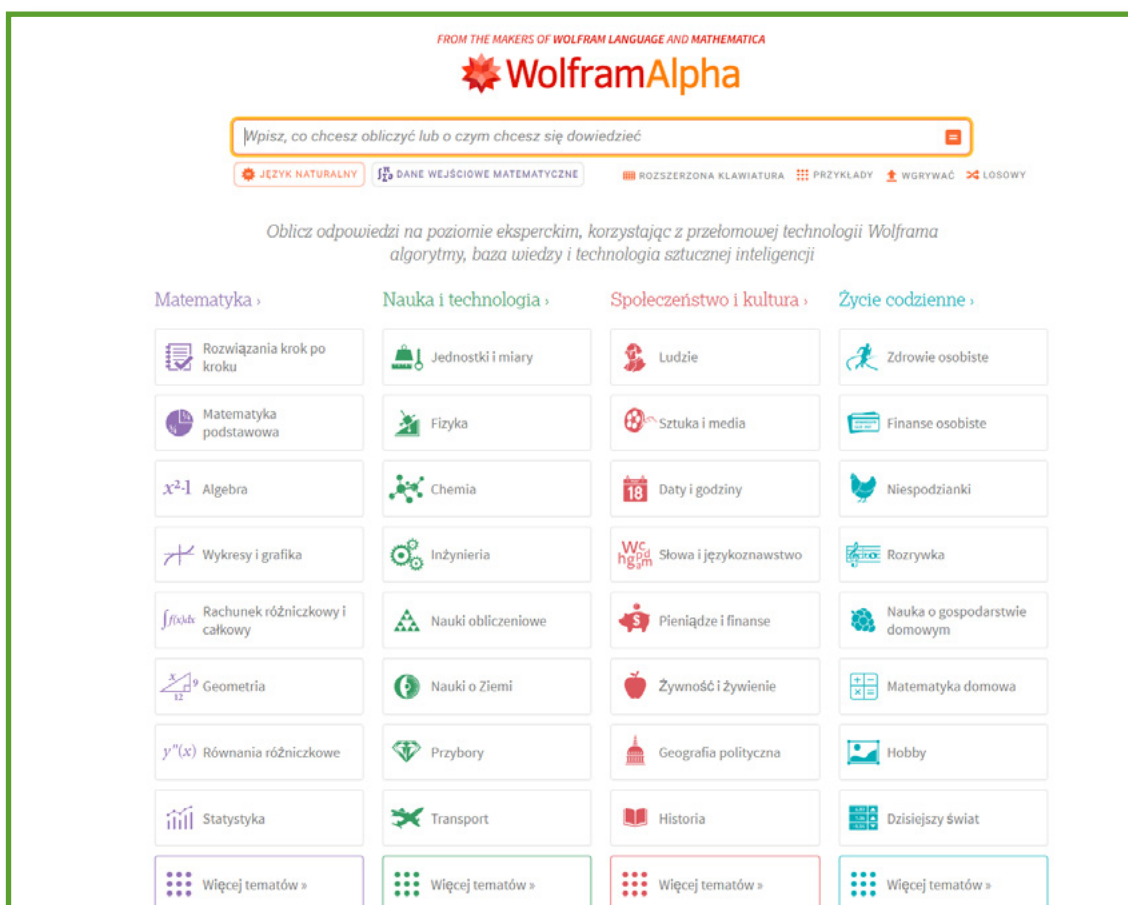 FROM THE MAKERS OF WOLFRAM LANGUAGE AND MATHEMATICA
WolframAlpha
Wpisz, co chcesz obliczyć lub o czym chcesz się dowiedzieć
JĘZYK NATURALNY
DANE WEJŚCIOWE MATEMATYCZNE
ROZSZERZONA KLAWIATURA
PRZYKŁADY
WGRYWAĆ
LOSOWY
Oblicz odpowiedzi na poziomie eksperckim, korzystając z przełomowej technologii Wolframa
algorytmy, baza wiedzy i technologia sztucznej inteligencji
Matematyka ›
Rozwiązania krok po
kroku
Matematyka
podstawowa
x²-1 Algebra
Wykresy i grafika
∫f(x)dx Rachunek różniczkowy i
całkowy
x 9 12 Geometria
y"(x) Równania różniczkowe
Statystyka
Więcej tematów »
Nauka i technologia ›
Jednostki i miary
Fizyka
Chemia
Inżynieria
Nauki obliczeniowe
Nauki o Ziemi
Przybory
Transport
Więcej tematów »
Społeczeństwo i kultura ›
Ludzie
Sztuka i media
18 Daty i godziny
Słowa i językoznawstwo
$ Pieniądze i finanse
Żywność i żywienie
Geografia polityczna
Historia
Więcej tematów »
Życie codzienne ›
Zdrowie osobiste
Finanse osobiste
Niespodzianki
Rozrywka
Nauka o gospodarstwie
domowym
Matematyka domowa
Hobby
Dzisiejszy świat
Więcej tematów »